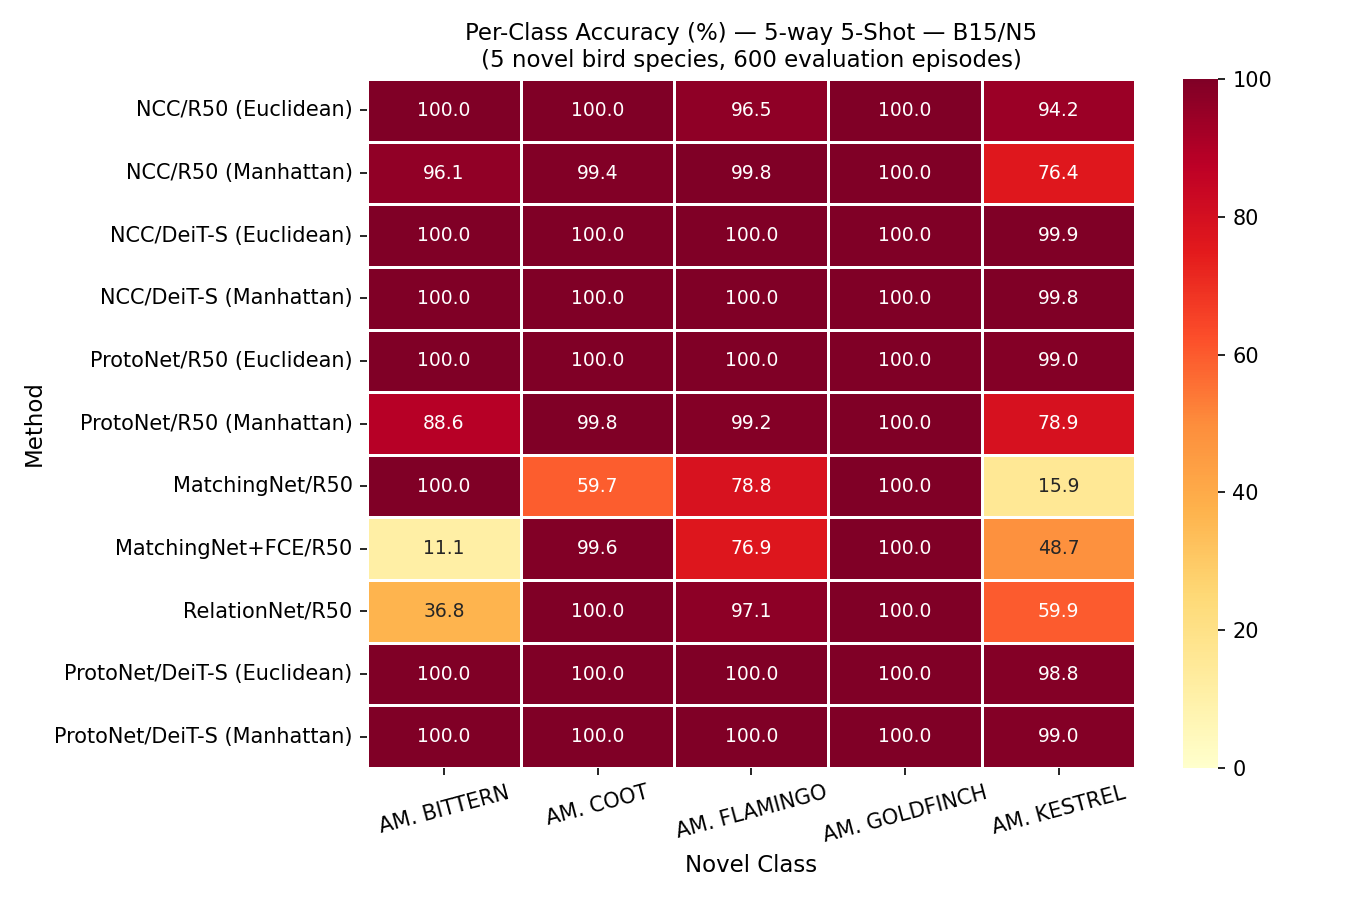 Per-Class Accuracy (%) — 5-way 5-Shot — B15/N5
(5 novel bird species, 600 evaluation episodes)
Method
NCC/R50 (Euclidean) 100.0 100.0 96.5 100.0 94.2
NCC/R50 (Manhattan) 96.1 99.4 99.8 100.0 76.4
NCC/DeiT-S (Euclidean) 100.0 100.0 100.0 100.0 99.9
NCC/DeiT-S (Manhattan) 100.0 100.0 100.0 100.0 99.8
ProtoNet/R50 (Euclidean) 100.0 100.0 100.0 100.0 99.0
ProtoNet/R50 (Manhattan) 88.6 99.8 99.2 100.0 78.9
MatchingNet/R50 100.0 59.7 78.8 100.0 15.9
MatchingNet+FCE/R50 11.1 99.6 76.9 100.0 48.7
RelationNet/R50 36.8 100.0 97.1 100.0 59.9
ProtoNet/DeiT-S (Euclidean) 100.0 100.0 100.0 100.0 98.8
ProtoNet/DeiT-S (Manhattan) 100.0 100.0 100.0 100.0 99.0
AM. BITTERN AM. COOT AM. FLAMINGO AM. GOLDFINCH AM. KESTREL
Novel Class
100
80
60
40
20
0